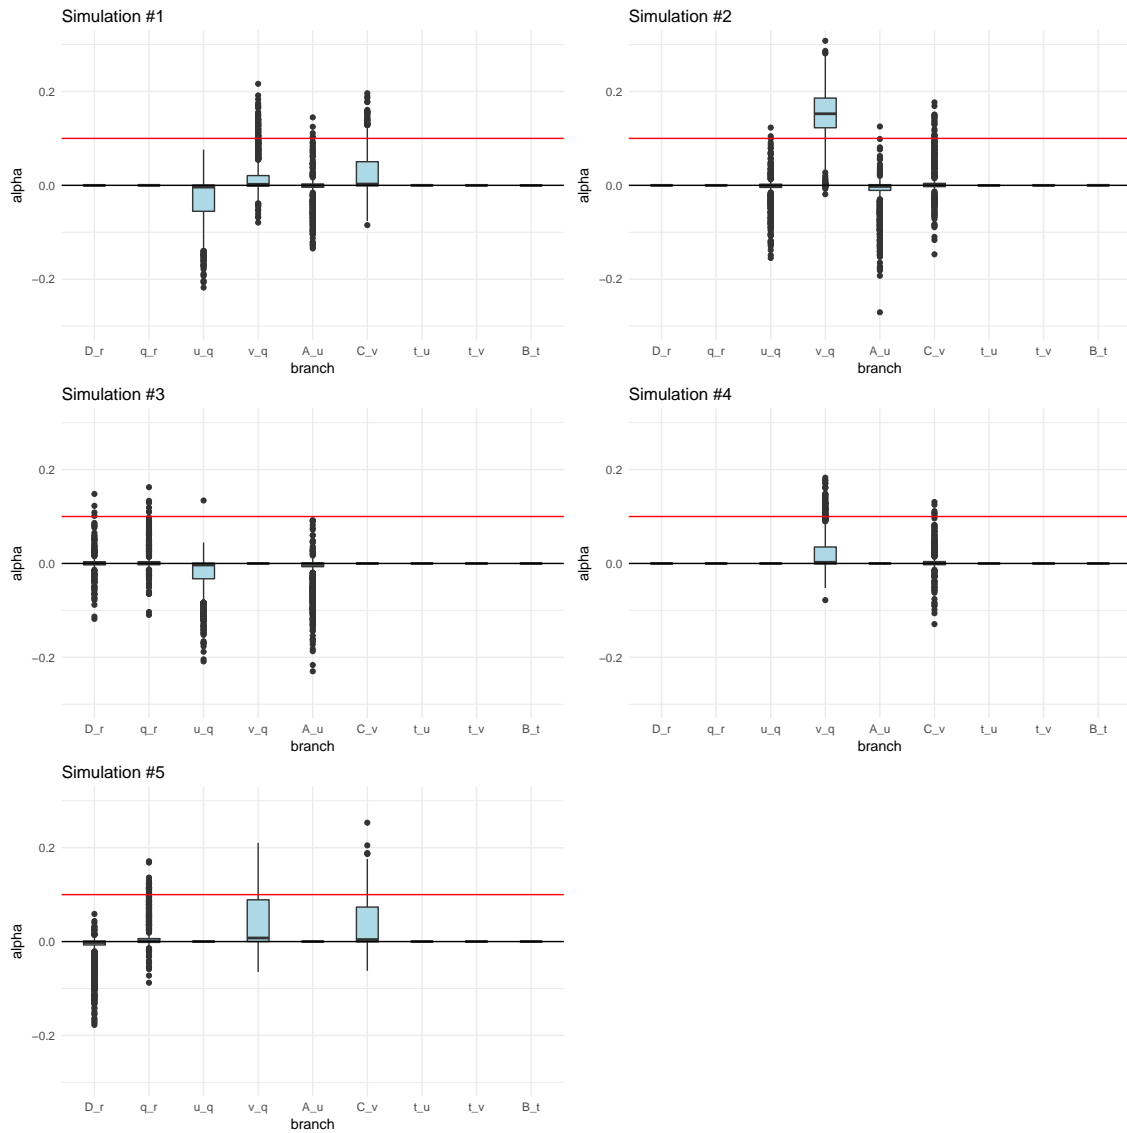 Simulation #1
alpha
0.2
0.0
−0.2
D_r q_r u_q v_q A_u C_v t_u t_v B_t
branch
Simulation #2
alpha
0.2
0.0
−0.2
D_r q_r u_q v_q A_u C_v t_u t_v B_t
branch
Simulation #3
alpha
0.2
0.0
−0.2
D_r q_r u_q v_q A_u C_v t_u t_v B_t
branch
Simulation #4
alpha
0.2
0.0
−0.2
D_r q_r u_q v_q A_u C_v t_u t_v B_t
branch
Simulation #5
alpha
0.2
0.0
−0.2
D_r q_r u_q v_q A_u C_v t_u t_v B_t
branch